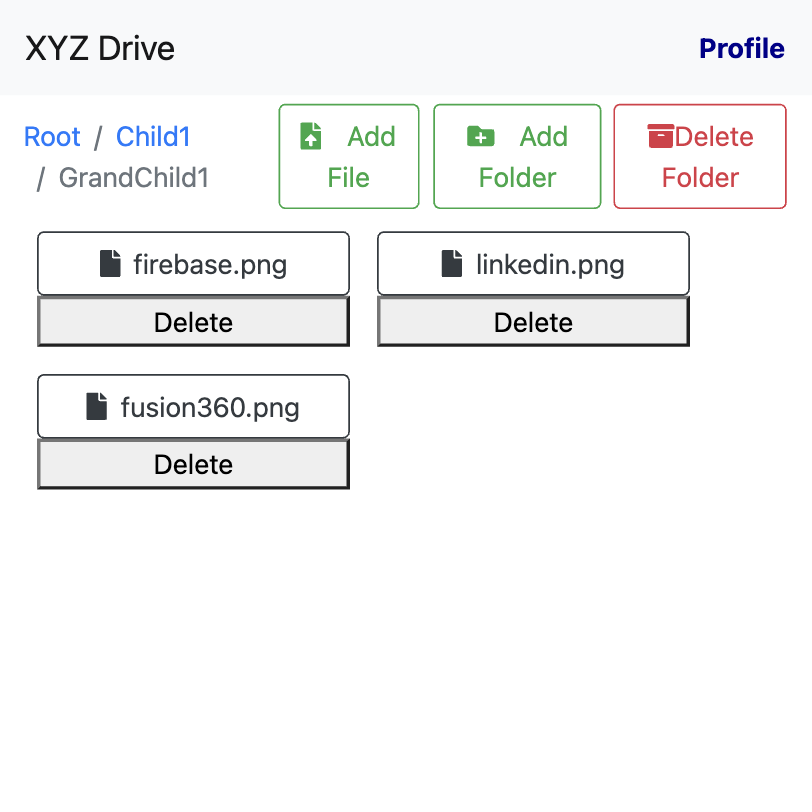 XYZ Drive
Profile
Root / Child1
/ GrandChild1
Add
File
Add
Folder
Delete
Folder
firebase.png
Delete
linkedin.png
Delete
fusion360.png
Delete